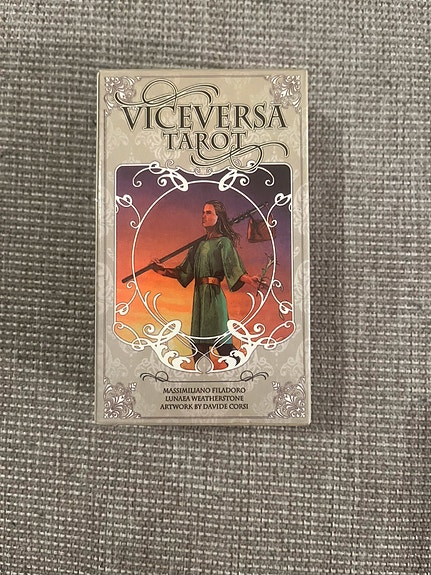 VICEVERSA
TAROT
MASSIMILIANO FILADORO
LUNAEA WEATHERSTONE
ARTWORK BY DAVIDE CORSI